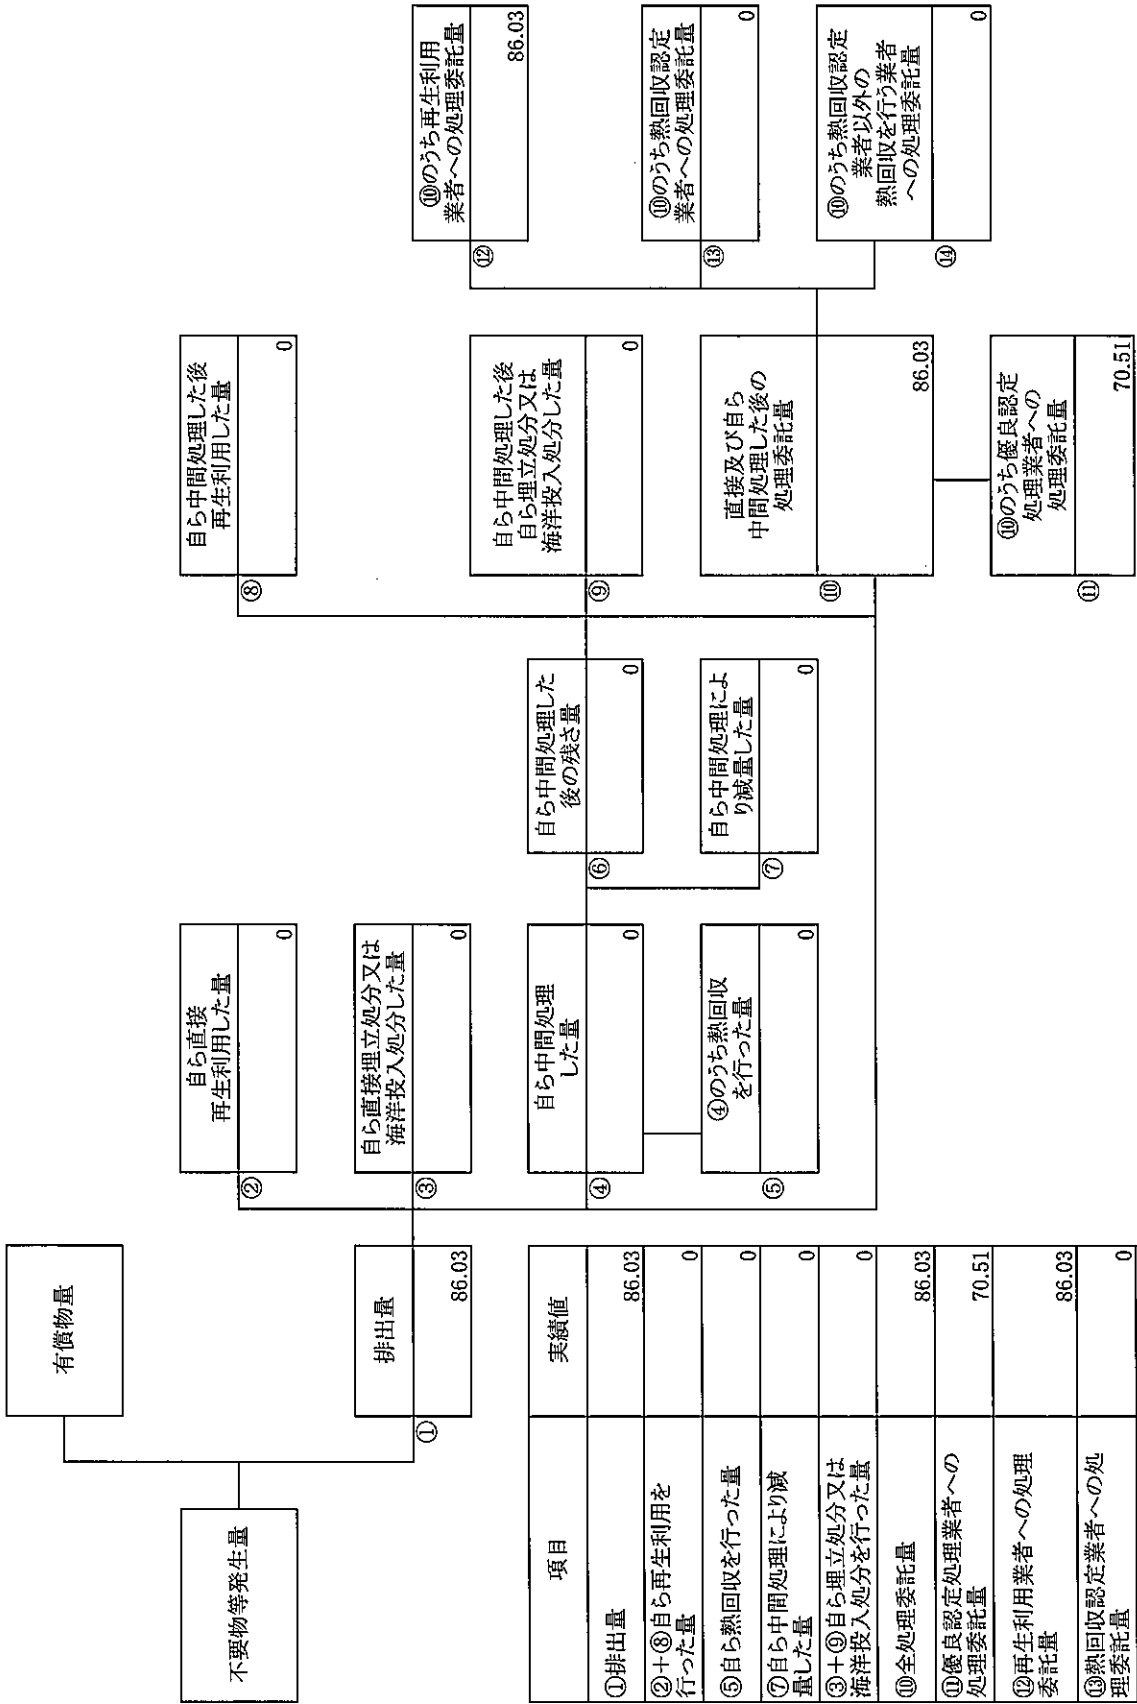 有償物量
不要物等発生量
排出量
①
86.03
自ら直接
再生利用した量
②
0
自ら直接埋立処分又は
海洋投入処分した量
③
0
自ら中間処理
した量
④
0
④のうち熱回収
を行った量
⑤
0
自ら中間処理した
後の残さ量
⑥
0
自ら中間処理によ
り減量した量
⑦
0
自ら中間処理した後
再生利用した量
⑧
0
自ら中間処理した後
自ら埋立処分又は
海洋投入処分した量
⑨
0
直接及び自ら
中間処理した後の
処理委託量
⑩
86.03
⑩のうち優良認定
処理業者への
処理委託量
⑪
70.51
⑩のうち再生利用
業者への処理委託量
⑫
86.03
⑩のうち熱回収認定
業者への処理委託量
⑬
0
⑩のうち熱回収認定
業者以外の
熱回収を行う業者
への処理委託量
⑭
0
項目 実績値
①排出量 86.03
②+⑧自ら再生利用を
行った量 0
⑤自ら熱回収を行った量 0
⑦自ら中間処理により減
量した量 0
③+⑨自ら埋立処分又は
海洋投入処分を行った量 0
⑩全処理委託量 86.03
⑪優良認定処理業者への
処理委託量 70.51
⑫再生利用業者への処理
委託量 86.03
⑬熱回収認定業者への処
理委託量 0